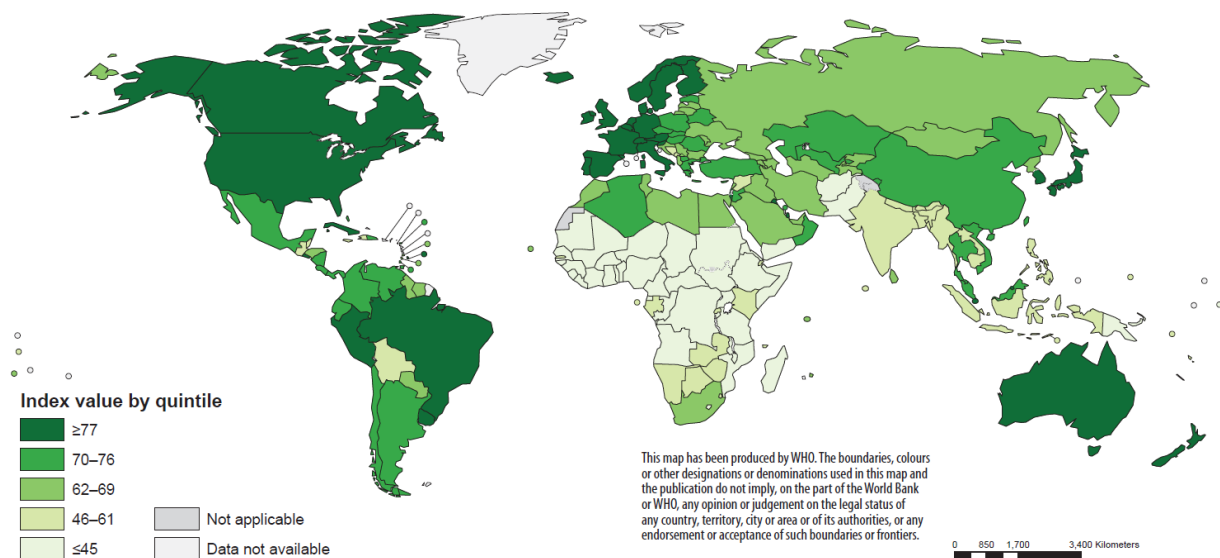 Index value by quintile
≥77
70–76
62–69
46–61
≤45
Not applicable
Data not available
This map has been produced by WHO. The boundaries, colours
or other designations or denominations used in this map and
the publication do not imply, on the part of the World Bank
or WHO, any opinion or judgement on the legal status of
any country, territory, city or area or of its authorities, or any
endorsement or acceptance of such boundaries or frontiers.
0 850 1,700 3,400 Kilometers